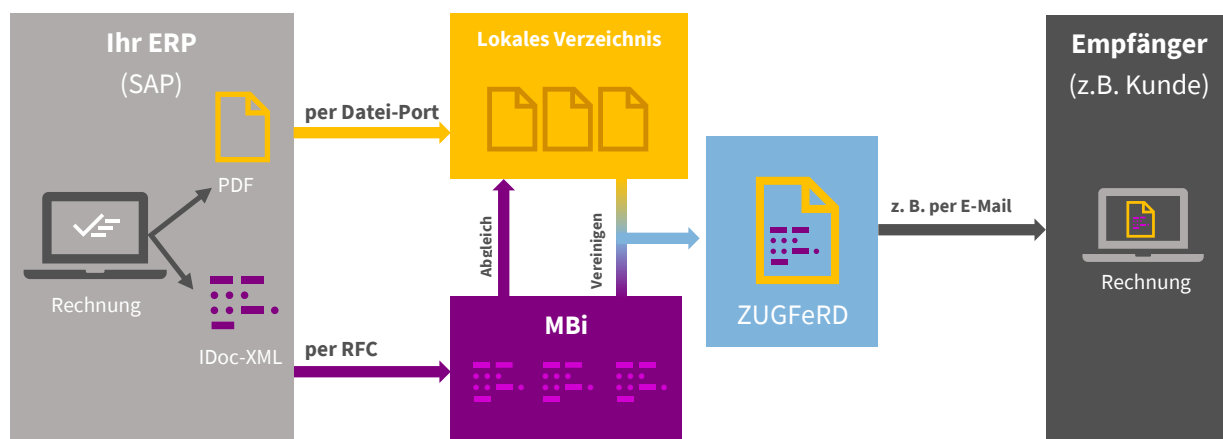 Ihr ERP
(SAP)
PDF
Rechnung
IDoc-XML
per Datei-Port
per RFC
Lokales Verzeichnis
Abgleich
Vereinigen
MBi
ZUGFeRD
z. B. per E-Mail
Empfänger
(z.B. Kunde)
Rechnung